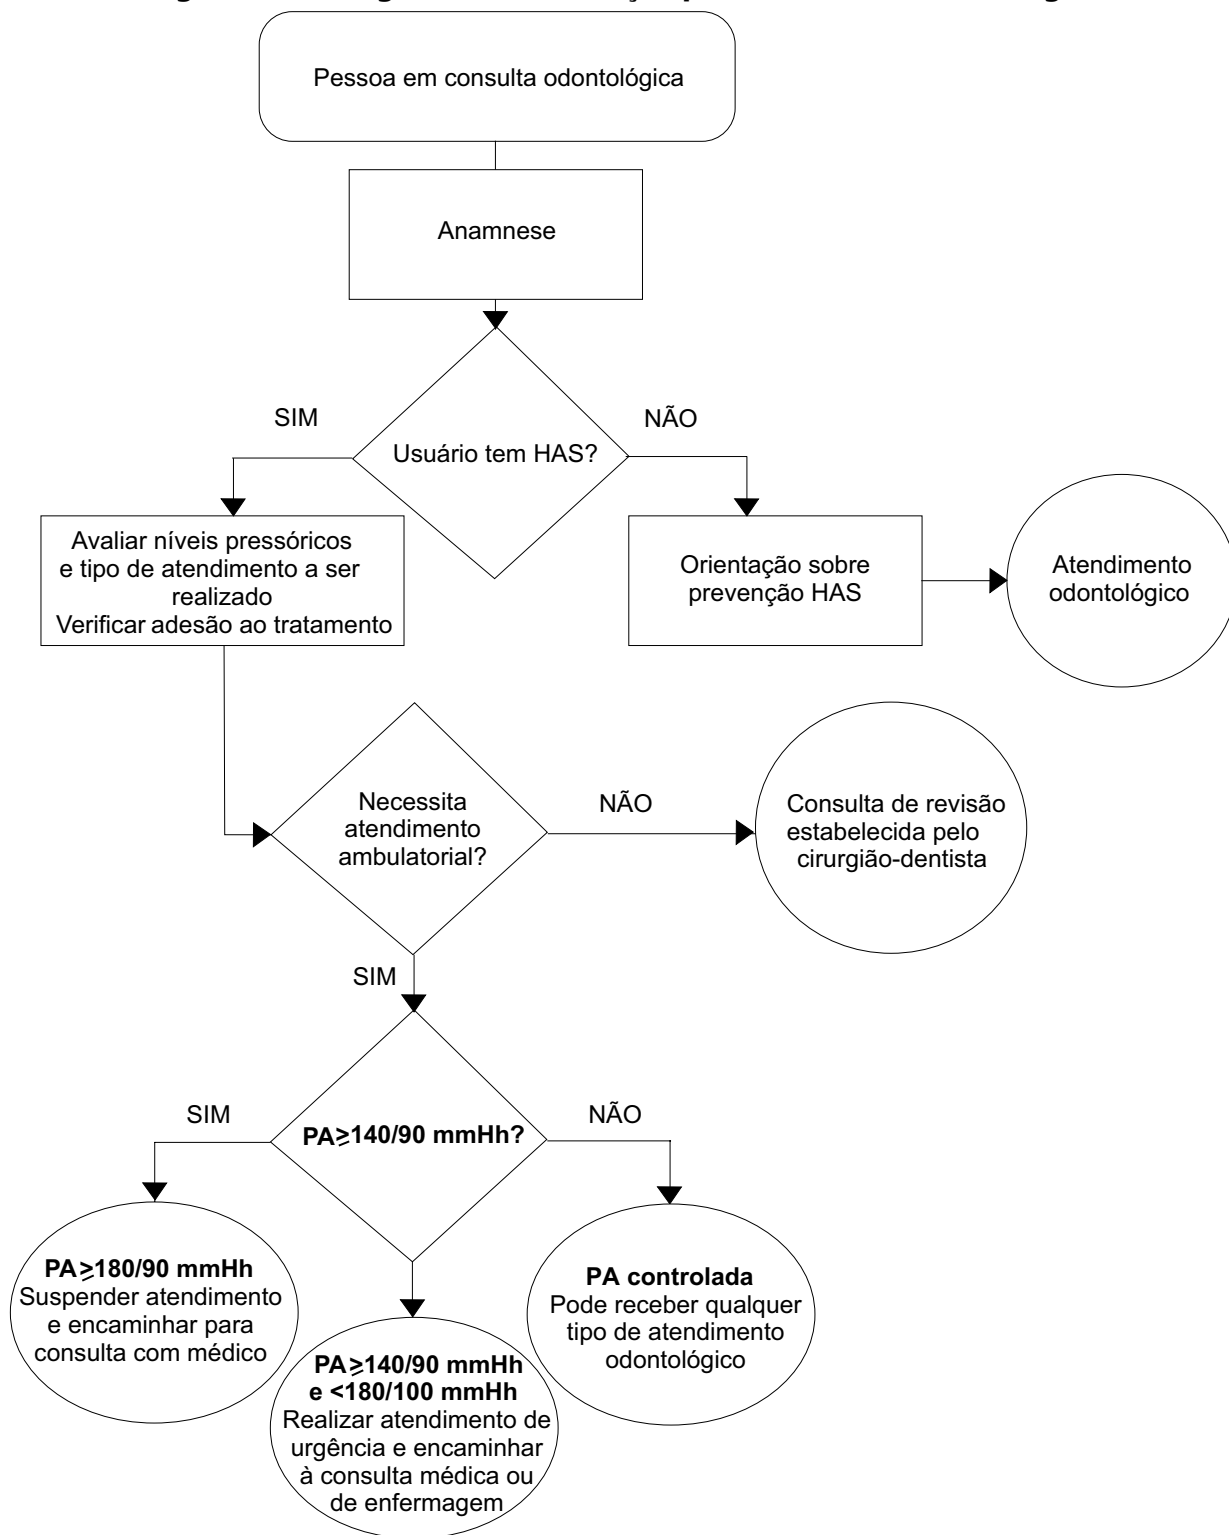 Pessoa em consulta odontológica
Anamnese
SIM
NÃO
Usuário tem HAS?
Avaliar níveis pressóricos
e tipo de atendimento a ser
realizado
Verificar adesão ao tratamento
Orientação sobre
prevenção HAS
Atendimento
odontológico
Necessita
atendimento
ambulatorial?
NÃO
Consulta de revisão
estabelecida pelo
cirurgião-dentista
SIM
SIM
NÃO
PA≥140/90 mmHh?
PA≥180/90 mmHh
Suspender atendimento
e encaminhar para
consulta com médico
PA≥140/90 mmHh
e <180/100 mmHh
Realizar atendimento de
urgência e encaminhar
à consulta médica ou
de enfermagem
PA controlada
Pode receber qualquer
tipo de atendimento
odontológico